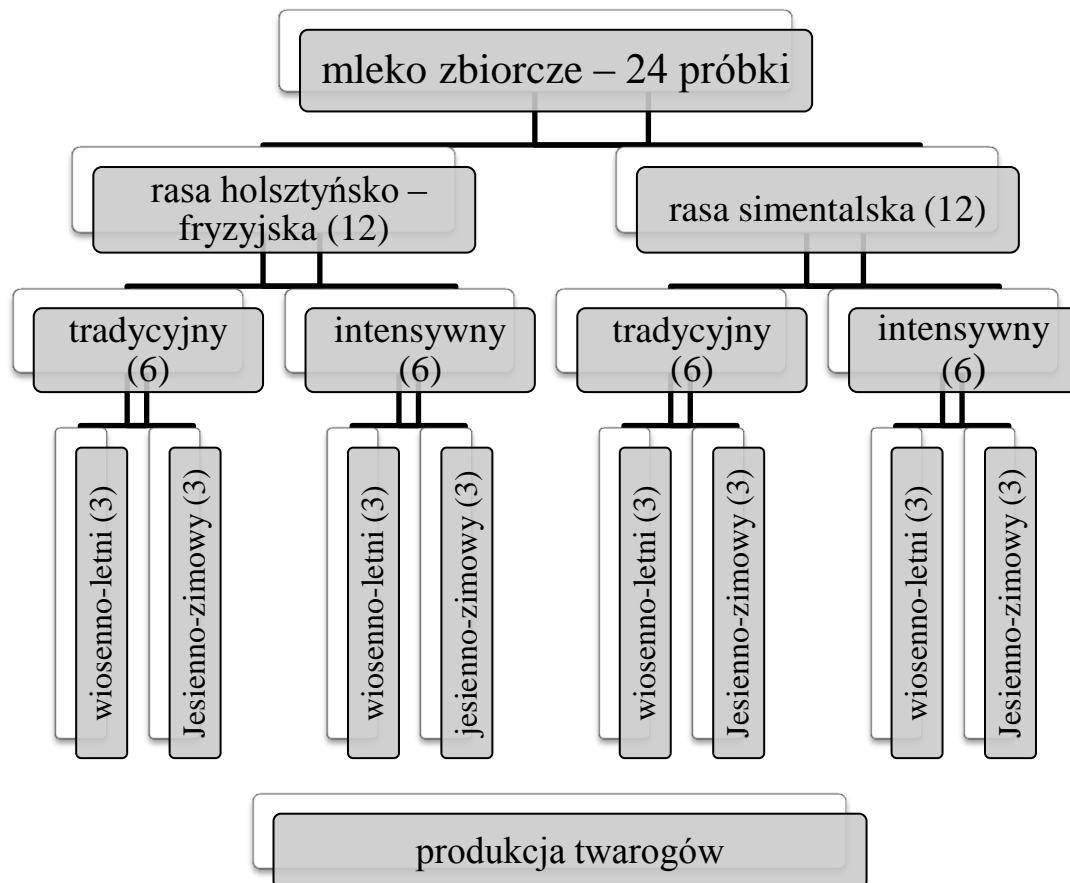 mleko zbiorcze – 24 próbki
rasa holsztyńsko –
fryzyjska (12)
rasa simentalska (12)
tradycyjny
(6)
intensywny
(6)
tradycyjny
(6)
intensywny
(6)
wiosenno-letni (3)
Jesienno-zimowy (3)
wiosenno-letni (3)
jesienno-zimowy (3)
wiosenno-letni (3)
Jesienno-zimowy (3)
wiosenno-letni (3)
Jesienno-zimowy (3)
produkcja twarogów